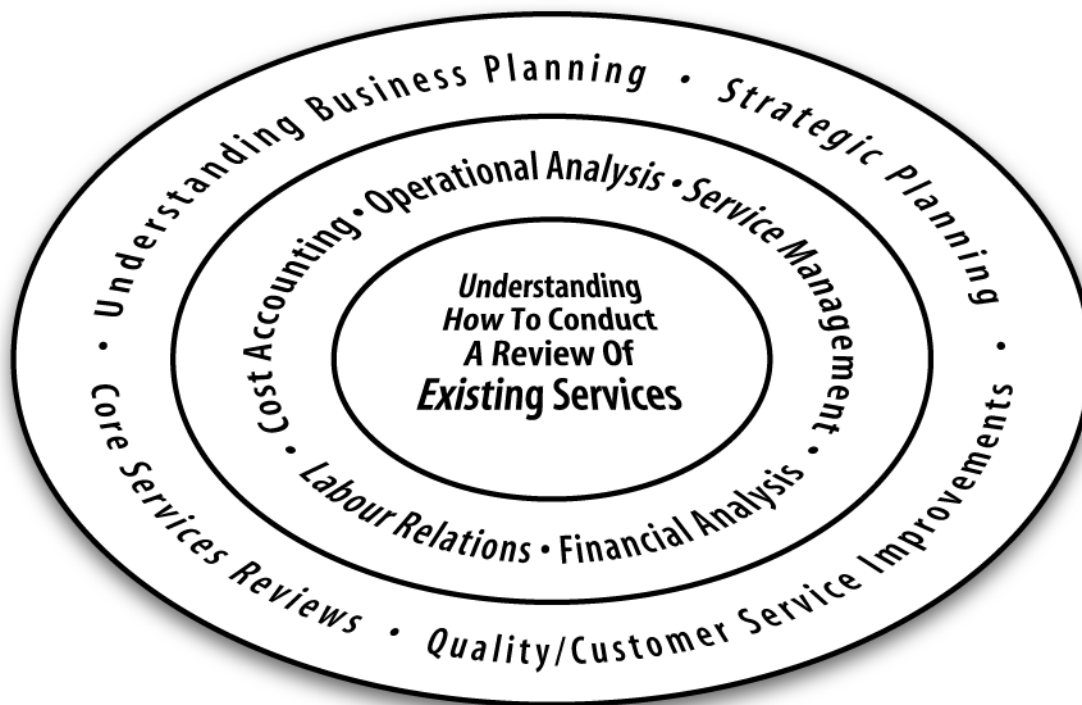 • Understanding Business Planning • Strategic Planning •
Core Services Reviews • Quality/Customer Service Improvements
Cost Accounting • Operational Analysis • Service Management •
• Labour Relations • Financial Analysis
Understanding
How To Conduct
A Review Of
Existing Services